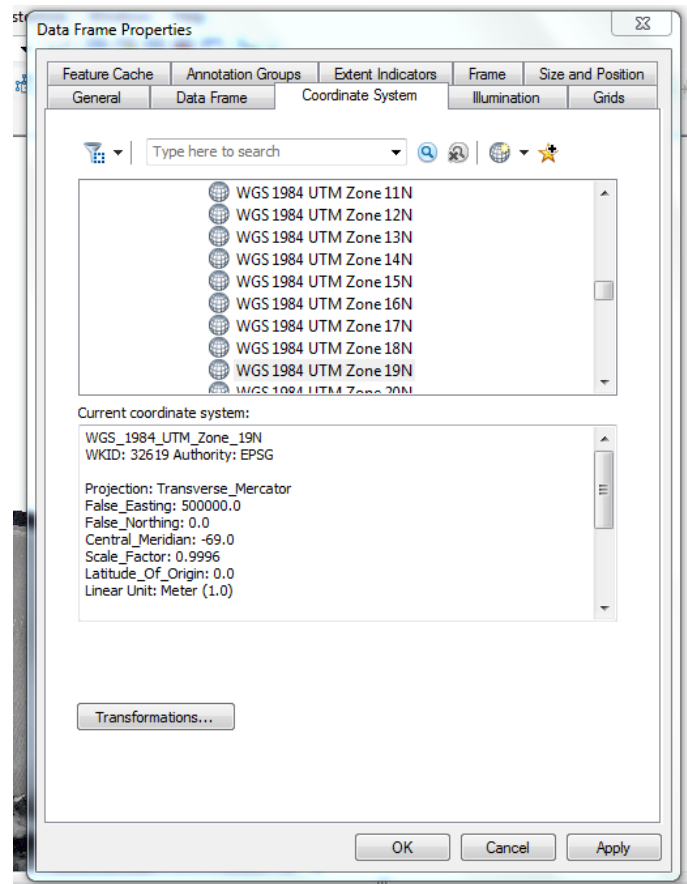 Data Frame Properties
Feature Cache Annotation Groups Extent Indicators Frame Size and Position
General Data Frame Coordinate System Illumination Grids
Type here to search
WGS 1984 UTM Zone 11N
WGS 1984 UTM Zone 12N
WGS 1984 UTM Zone 13N
WGS 1984 UTM Zone 14N
WGS 1984 UTM Zone 15N
WGS 1984 UTM Zone 16N
WGS 1984 UTM Zone 17N
WGS 1984 UTM Zone 18N
WGS 1984 UTM Zone 19N
WGS 1984 UTM Zone 20N
Current coordinate system:
WGS_1984_UTM_Zone_19N
WKID: 32619 Authority: EPSG
Projection: Transverse_Mercator
False_Easting: 500000.0
False_Northing: 0.0
Central_Meridian: -69.0
Scale_Factor: 0.9996
Latitude_Of_Origin: 0.0
Linear Unit: Meter (1.0)
Transformations...
OK Cancel Apply